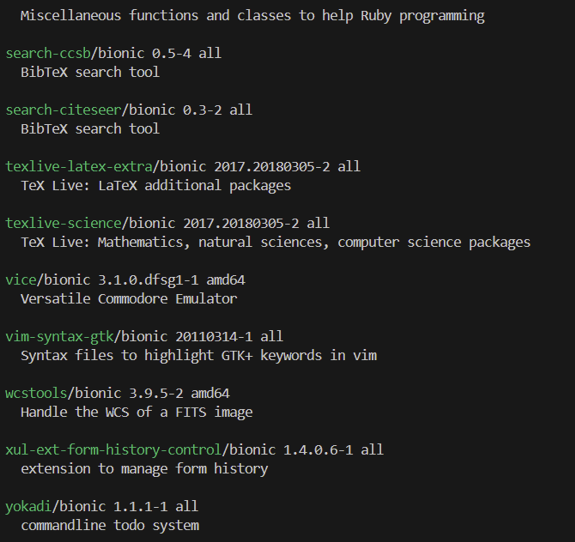 Miscellaneous functions and classes to help Ruby programming
search-ccsb/bionic 0.5-4 all
BibTeX search tool
search-citeseer/bionic 0.3-2 all
BibTeX search tool
texlive-latex-extra/bionic 2017.20180305-2 all
TeX Live: LaTeX additional packages
texlive-science/bionic 2017.20180305-2 all
TeX Live: Mathematics, natural sciences, computer science packages
vice/bionic 3.1.0.dfsg1-1 amd64
Versatile Commodore Emulator
vim-syntax-gtk/bionic 20110314-1 all
Syntax files to highlight GTK+ keywords in vim
wcstools/bionic 3.9.5-2 amd64
Handle the WCS of a FITS image
xul-ext-form-history-control/bionic 1.4.0.6-1 all
extension to manage form history
yokadi/bionic 1.1.1-1 all
commandline todo system